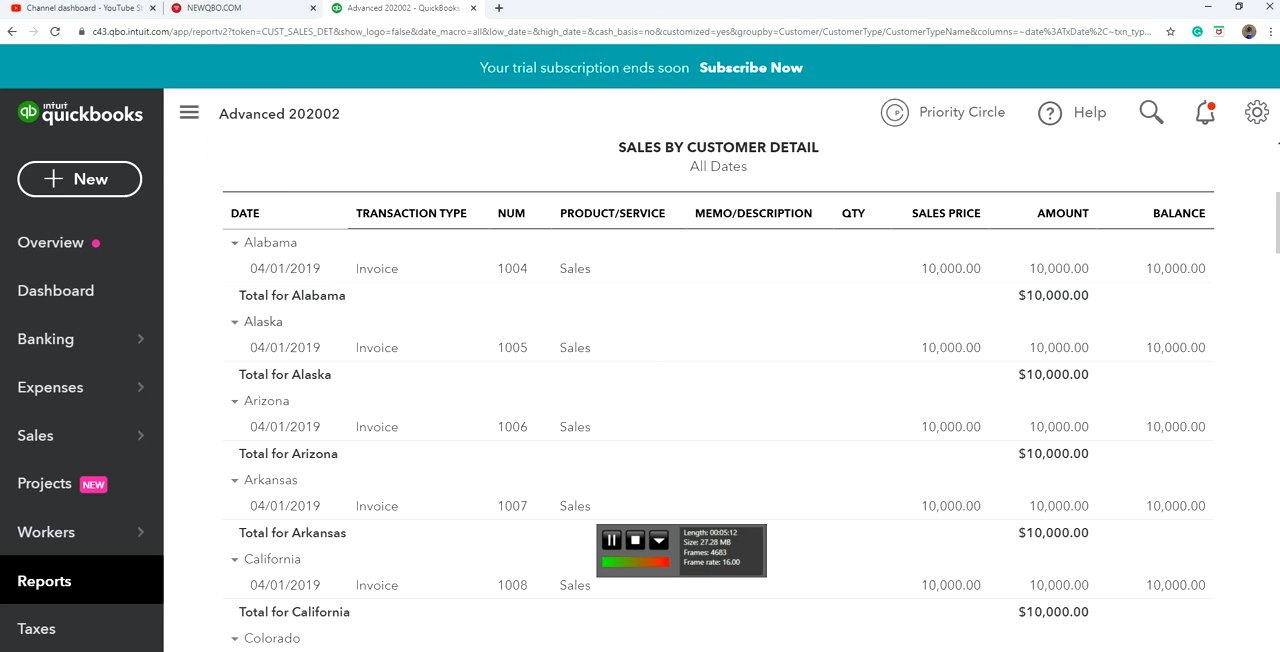 Channel dashboard - YouTube St
NEWQBO.COM
Advanced 202002 - QuickBooks
c43.qbo.intuit.com/app/reportv2?token=CUST_SALES_DET&show_logo=false&date_macro=all&low_date=&high_date=&cash_basis=no&customized=yes&groupby=Customer/CustomerType/CustomerTypeName&columns=~date%3ATxDate%2C~txn_typ...
Your trial subscription ends soon Subscribe Now
intuit
qb quickbooks
Advanced 202002
Priority Circle
Help
New
Overview
Dashboard
Banking
Expenses
Sales
Projects NEW
Workers
Reports
Taxes
SALES BY CUSTOMER DETAIL
All Dates
DATE TRANSACTION TYPE NUM PRODUCT/SERVICE MEMO/DESCRIPTION QTY SALES PRICE AMOUNT BALANCE
Alabama
04/01/2019 Invoice 1004 Sales 10,000.00 10,000.00 10,000.00
Total for Alabama $10,000.00
Alaska
04/01/2019 Invoice 1005 Sales 10,000.00 10,000.00 10,000.00
Total for Alaska $10,000.00
Arizona
04/01/2019 Invoice 1006 Sales 10,000.00 10,000.00 10,000.00
Total for Arizona $10,000.00
Arkansas
04/01/2019 Invoice 1007 Sales 10,000.00 10,000.00 10,000.00
Total for Arkansas $10,000.00
California
04/01/2019 Invoice 1008 Sales 10,000.00 10,000.00 10,000.00
Total for California $10,000.00
Colorado
Length: 00:05:12
Size: 27.28 MB
Frames: 4683
Frame rate: 16.00